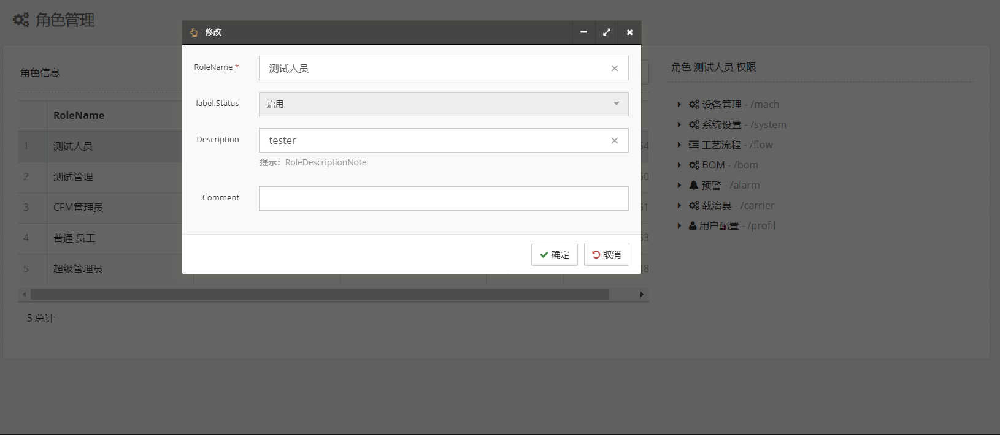 角色管理
修改
RoleName *
测试人员
label.Status
启用
Description
tester
提示：RoleDescriptionNote
Comment
确定
取消
角色信息
RoleName
1 测试人员 54
2 测试管理 50
3 CFM管理员 51
4 普通 员工 53
5 超级管理员 48
5 总计
角色 测试人员 权限
设备管理 - /mach
系统设置 - /system
工艺流程 - /flow
BOM - /bom
预警 - /alarm
载治具 - /carrier
用户配置 - /profil